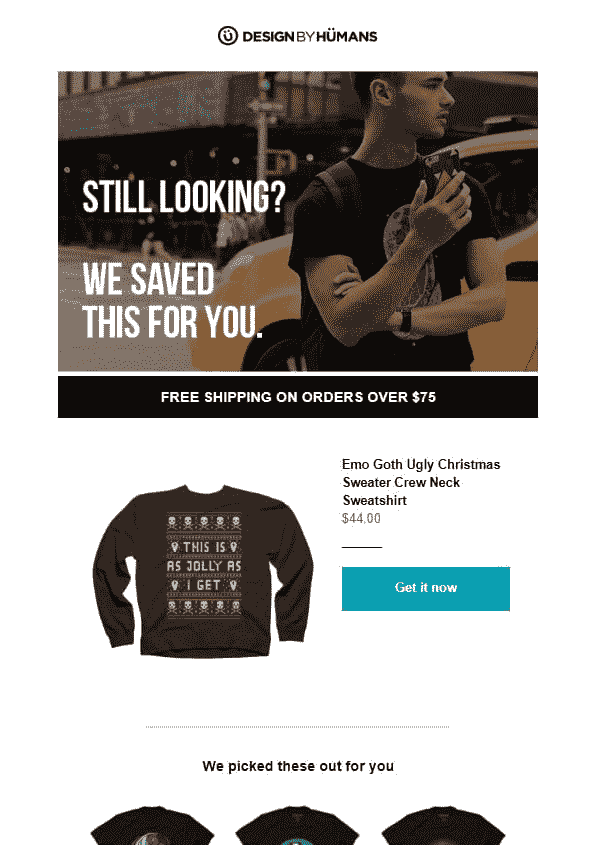 DESIGNBYHÜMANS
STILL LOOKING?
WE SAVED
THIS FOR YOU.
FREE SHIPPING ON ORDERS OVER $75
Emo Goth Ugly Christmas
Sweater Crew Neck
Sweatshirt
$44.00
Get it now
THIS IS
AS JOLLY AS
I GET
We picked these out for you